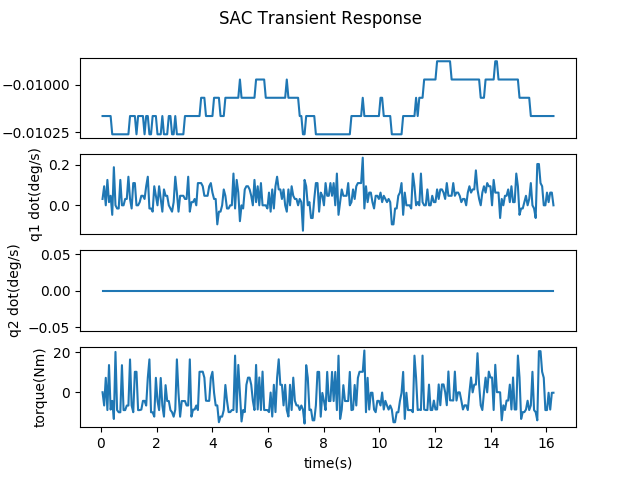 SAC Transient Response
−0.01000
−0.01025
q1 dot(deg/s)
0.2
0.0
q2 dot(deg/s)
0.05
0.00
−0.05
torque(Nm)
20
0
0 2 4 6 8 10 12 14 16
time(s)